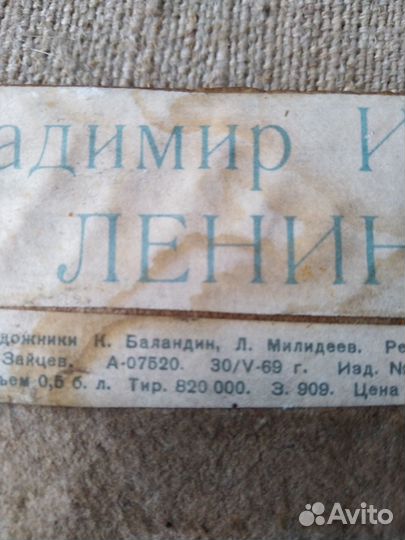 адимир И
ЛЕНИН
удожники К. Баландин, Л. Милидеев. Ре
Зайцев. А-07520. 30/V-69 г. Изд. №
ъем 0,5 б. л. Тир. 820 000. З. 909. Цена
Avito